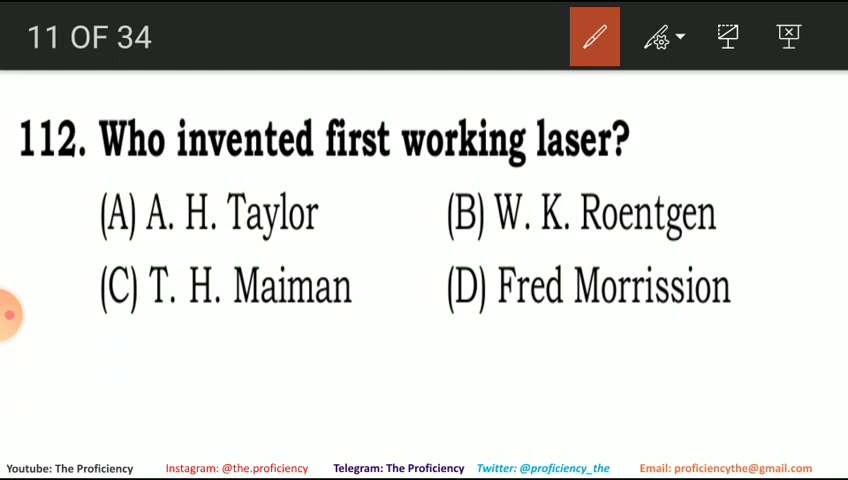 11 OF 34
112. Who invented first working laser?
(A) A. H. Taylor (B) W. K. Roentgen
(C) T. H. Maiman (D) Fred Morrission
Youtube: The Proficiency Instagram: @the.proficiency Telegram: The Proficiency Twitter: @proficiency_the Email: proficiencythe@gmail.com